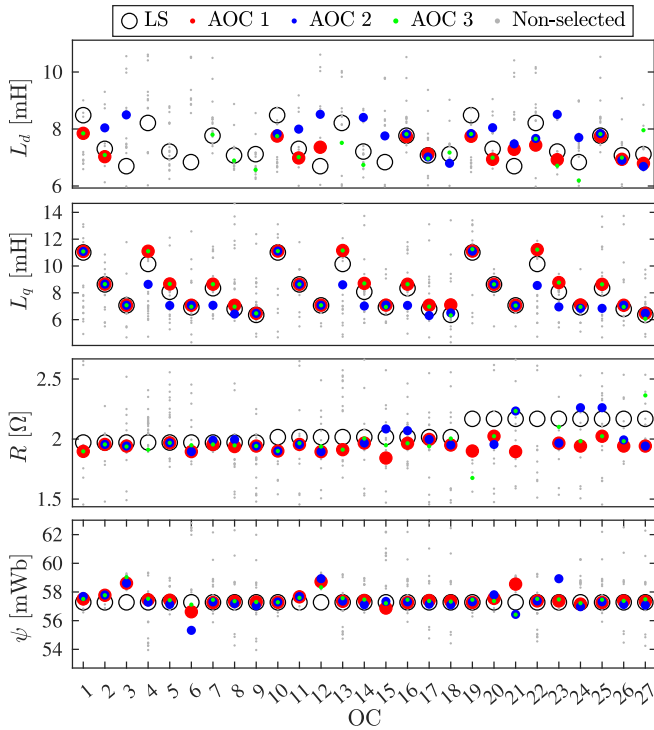 LS AOC 1 AOC 2 AOC 3 Non-selected
10
8
6
L_d [mH]
14
12
10
8
6
L_q [mH]
2.5
2
1.5
R [Ω]
62
60
58
56
54
ψ [mWb]
1 2 3 4 5 6 7 8 9 10 11 12 13 14 15 16 17 18 19 20 21 22 23 24 25 26 27
OC